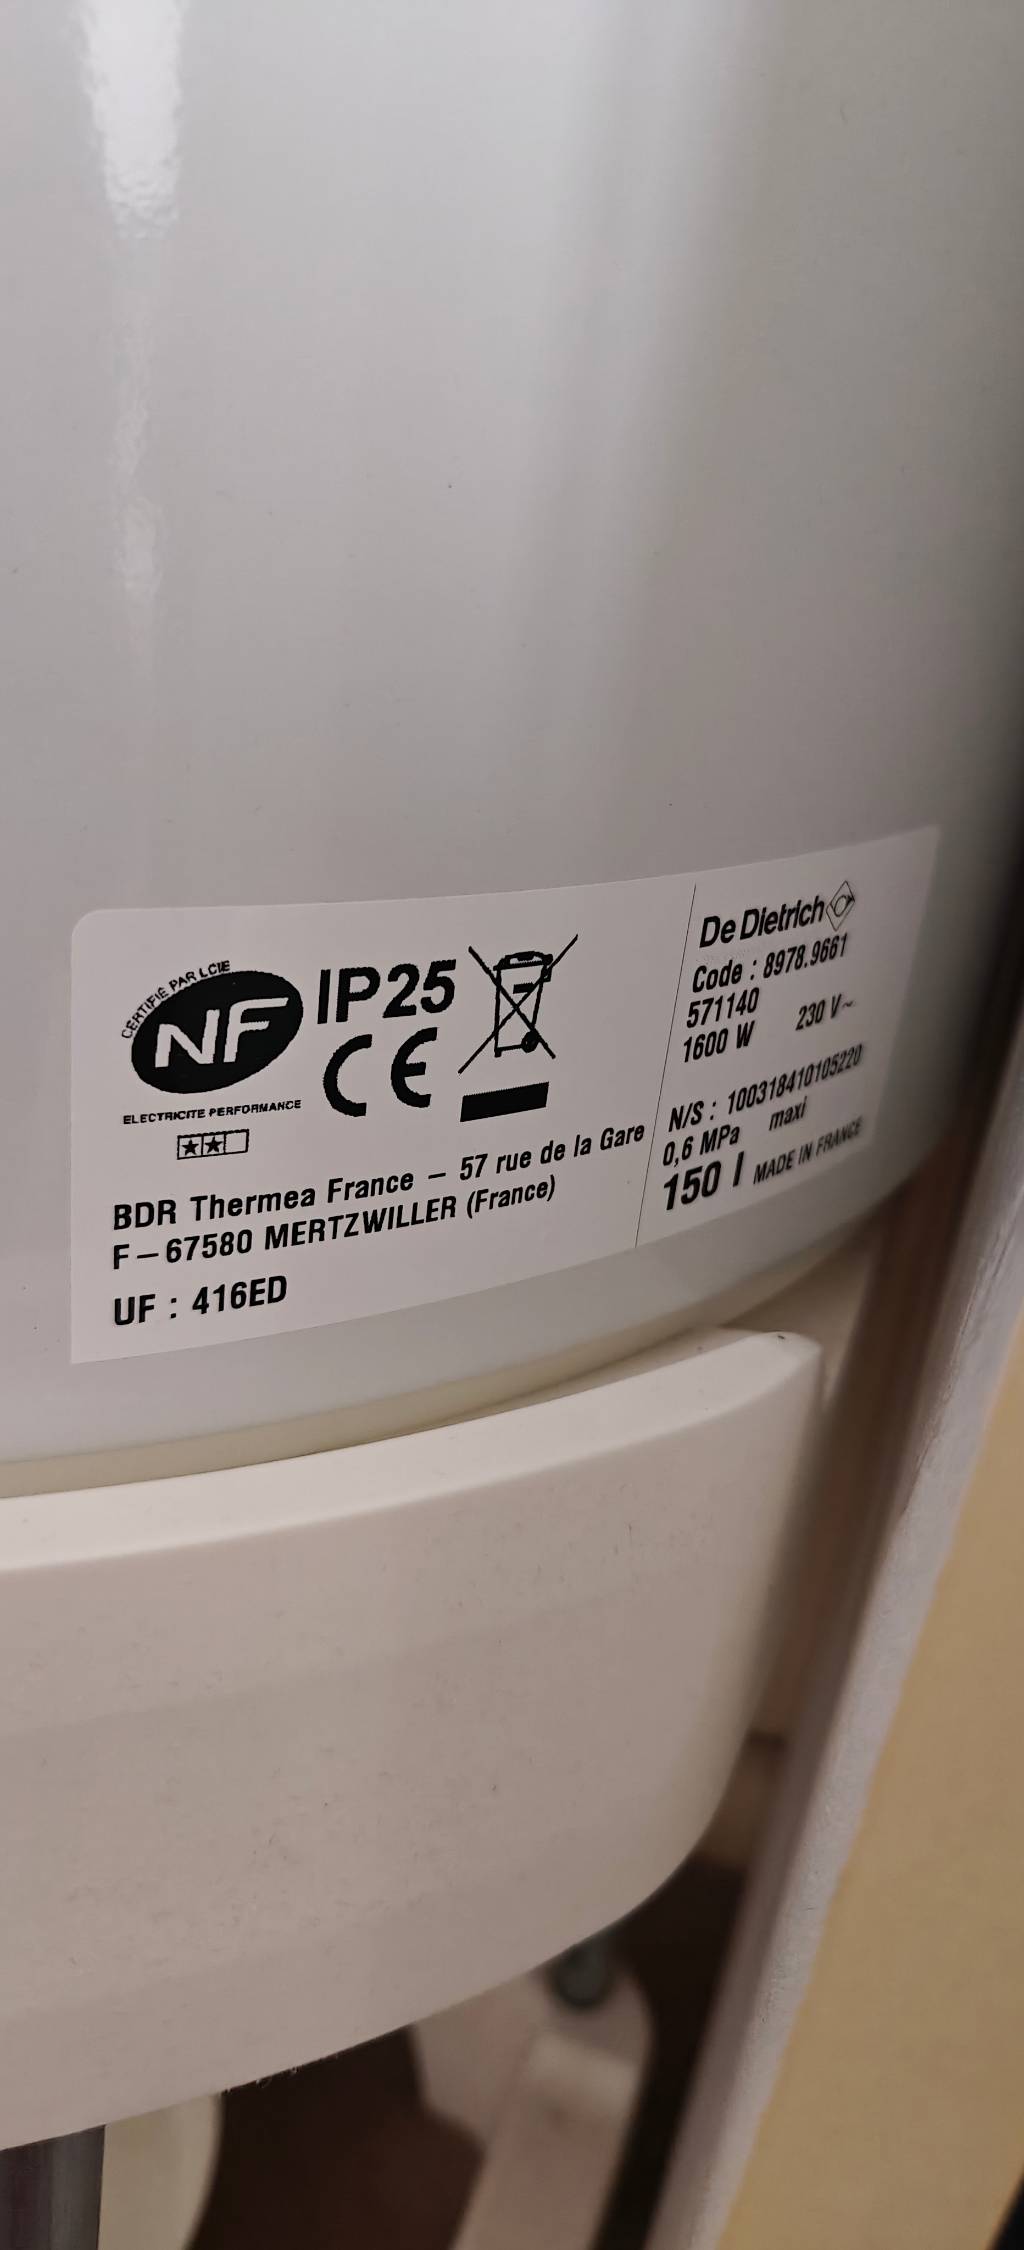 CERTIFIÉ PAR LCIE
NF
ELECTRICITE PERFORMANCE
IP25
CE
BDR Thermea France – 57 rue de la Gare
F – 67580 MERTZWILLER (France)
UF : 416ED
De Dietrich
Code : 8978.9661
571140
1600 W 230 V~
N/S : 100318410105220
0,6 MPa maxi
150 l MADE IN FRANCE